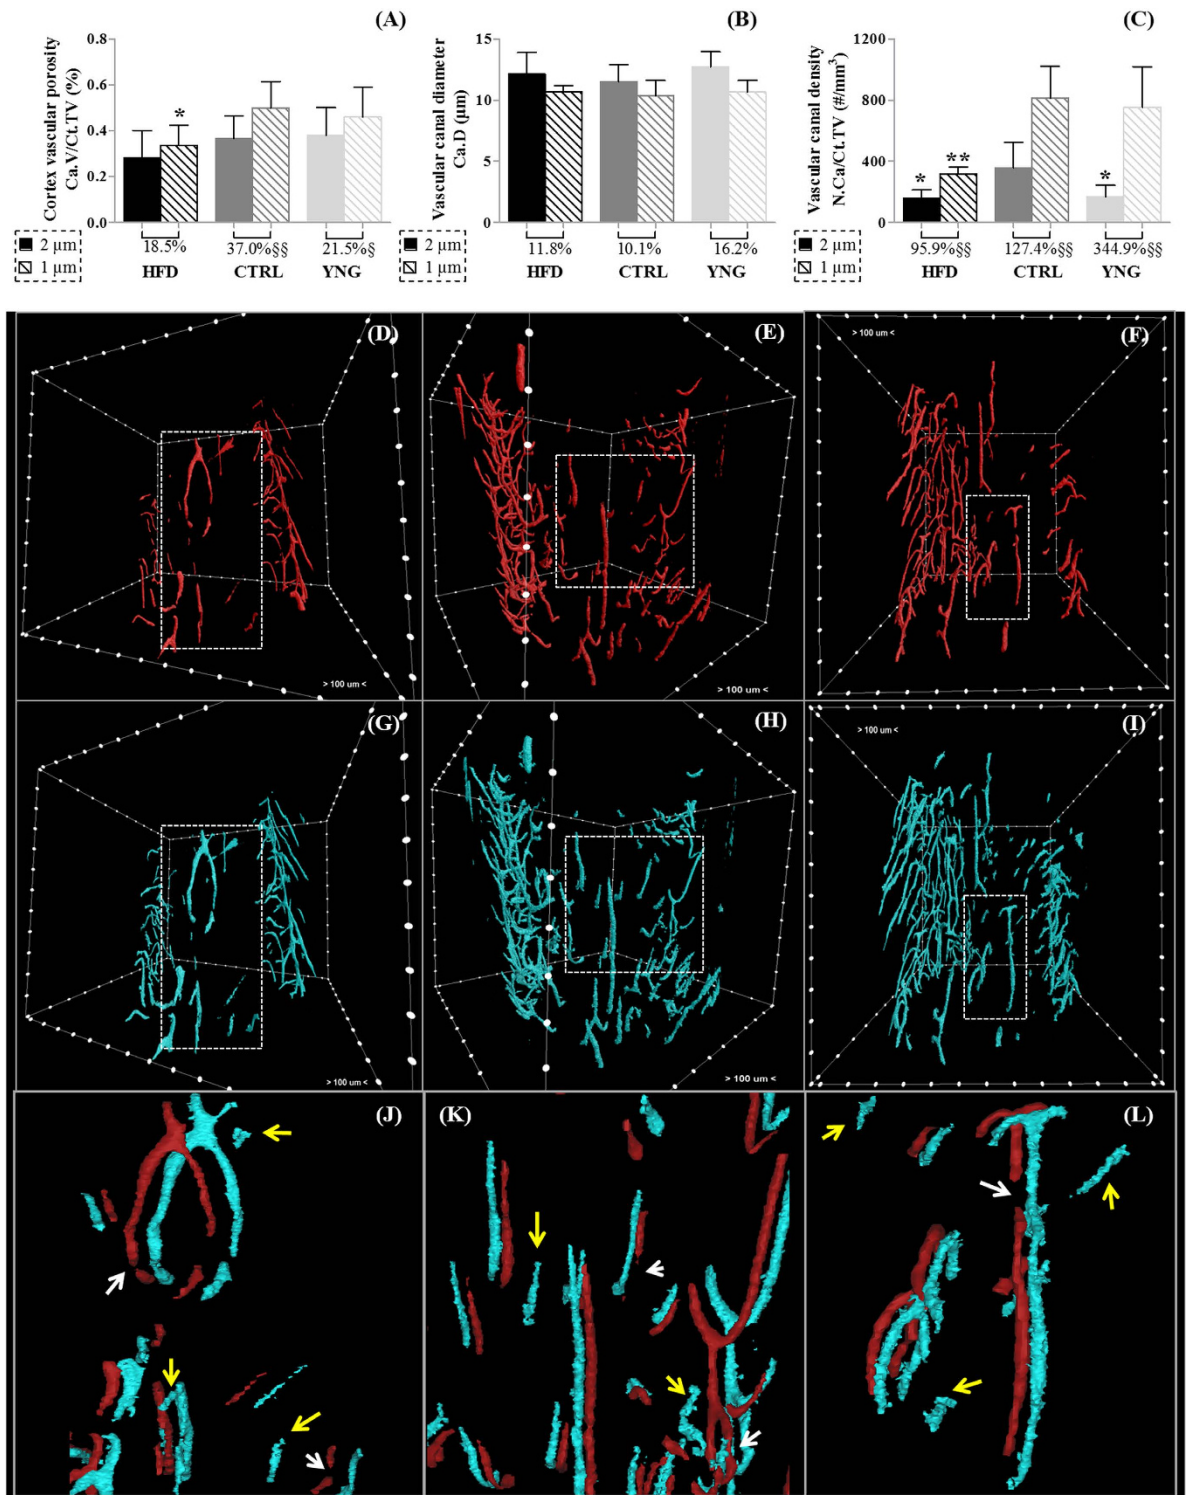 (A)
Cortex vascular porosity
Ca.V/Ct.TV (%)
0.8
0.6
0.4
0.2
0.0
*
2 µm
1 µm
18.5%
37.0%§§
21.5%§
HFD
CTRL
YNG
(B)
Vascular canal diameter
Ca.D (µm)
15
10
5
0
2 µm
1 µm
11.8%
10.1%
16.2%
HFD
CTRL
YNG
(C)
Vascular canal density
N.Ca/Ct.TV (#/mm³)
1200
800
400
0
*
**
*
2 µm
1 µm
95.9%§§
127.4%§§
344.9%§§
HFD
CTRL
YNG
(D)
> 100 um <
(E)
> 100 um <
(F)
> 100 um <
(G)
> 100 um <
(H)
> 100 um <
(I)
> 100 um <
(J)
(K)
(L)